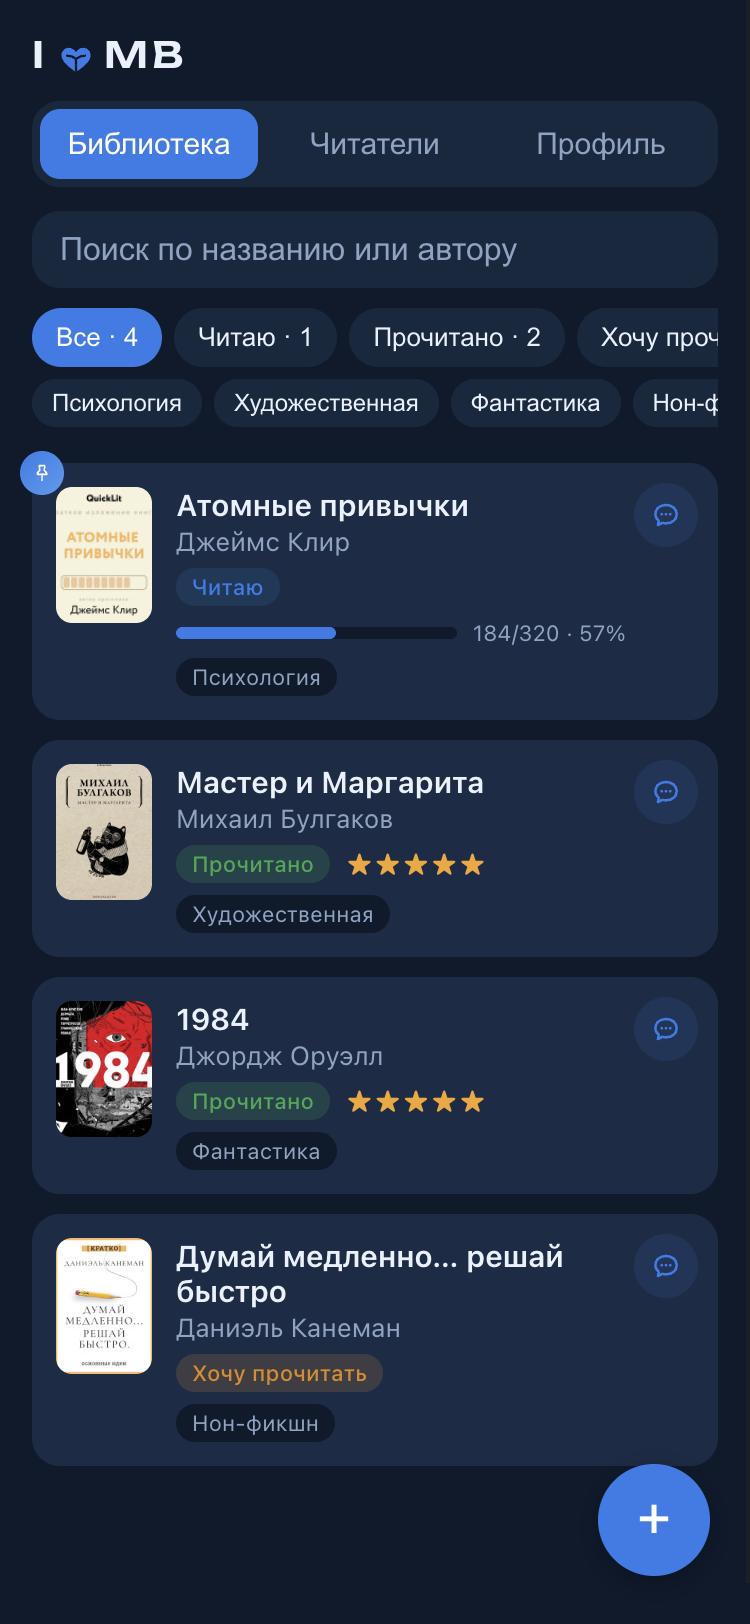 I MB
Библиотека Читатели Профиль
Поиск по названию или автору
Все · 4 Читаю · 1 Прочитано · 2 Хочу проч
Психология Художественная Фантастика Нон-ф
QuickLit
АТОМНЫЕ
ПРИВЫЧКИ
Джеймс Клир
Атомные привычки
Джеймс Клир
Читаю
184/320 · 57%
Психология
МИХАИЛ
БУЛГАКОВ
МАСТЕР И МАРГАРИТА
Мастер и Маргарита
Михаил Булгаков
Прочитано
Художественная
1984
1984
Джордж Оруэлл
Прочитано
Фантастика
[КРАТКО]
ДАНИЭЛЬ КАНЕМАН
ДУМАЙ
МЕДЛЕННО...
РЕШАЙ
БЫСТРО.
ОСНОВНЫЕ ИДЕИ
Думай медленно... решай
быстро
Даниэль Канеман
Хочу прочитать
Нон-фикшн